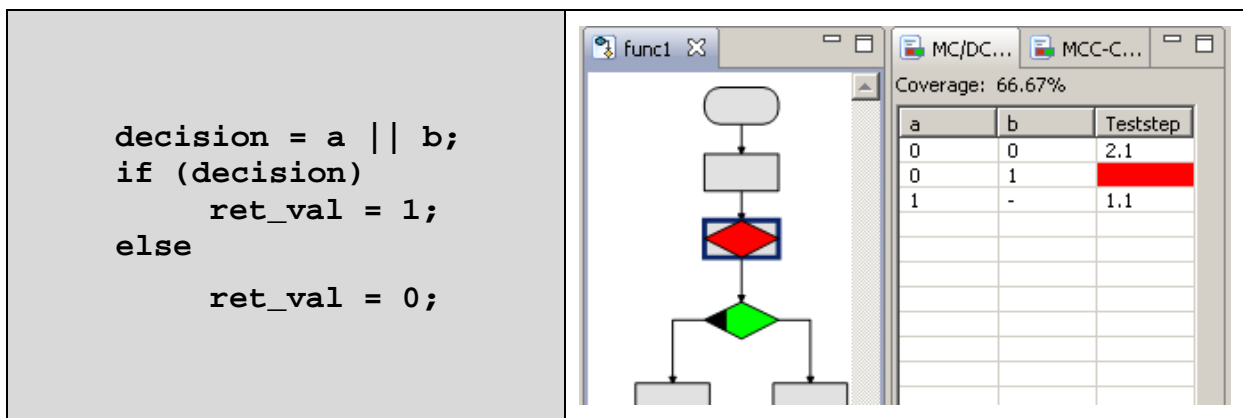 decision = a || b;
if (decision)
ret_val = 1;
else
ret_val = 0;
func1
MC/DC... MCC-C...
Coverage: 66.67%
a b Teststep
0 0 2.1
0 1
1 - 1.1